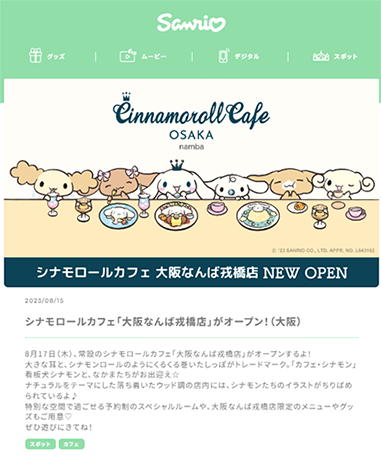 Sanrio
グッズ
ムービー
デジタル
スポット
Cinnamoroll Cafe
OSAKA
namba
© '23 SANRIO CO., LTD. APPR. NO. L643162
シナモロールカフェ 大阪なんば戎橋店 NEW OPEN
2023/08/15
シナモロールカフェ「大阪なんば戎橋店」がオープン！（大阪）
8月17日（木）、常設のシナモロールカフェ「大阪なんば戎橋店」がオープンするよ！
大きな耳と、シナモンロールのようにくるくる巻いたしっぽがトレードマーク。「カフェ・シナモン」
看板犬シナモンと、なかまたちがお出迎え☆
ナチュラルをテーマにした落ち着いたウッド調の店内には、シナモンたちのイラストがちりばめ
られているよ♪
特別な空間で過ごせる予約制のスペシャルルームや、大阪なんば戎橋店限定のメニューやグッ
ズもご用意♡
ぜひ遊びにきてね！
スポット
カフェ